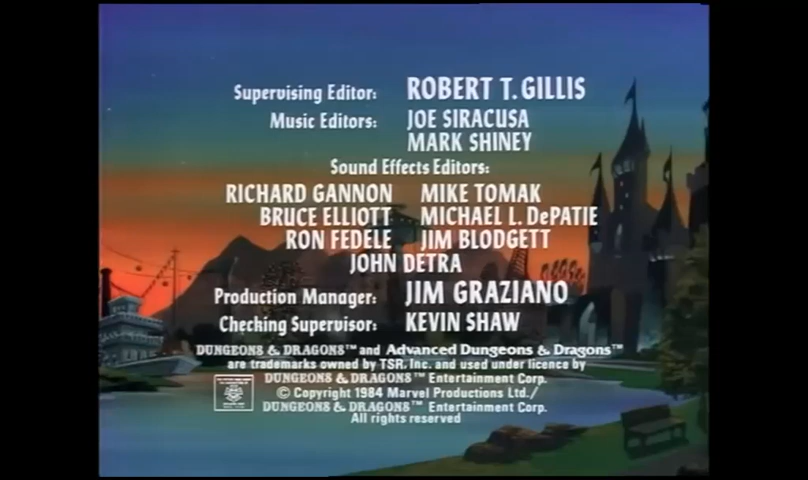 Supervising Editor: ROBERT T. GILLIS
Music Editors: JOE SIRACUSA
MARK SHINEY
Sound Effects Editors:
RICHARD GANNON MIKE TOMAK
BRUCE ELLIOTT MICHAEL L. DePATIE
RON FEDELE JIM BLODGETT
JOHN DETRA
Production Manager: JIM GRAZIANO
Checking Supervisor: KEVIN SHAW
DUNGEONS & DRAGONS™ and Advanced Dungeons & Dragons™
are trademarks owned by TSR, Inc. and used under licence by
DUNGEONS & DRAGONS™ Entertainment Corp.
© Copyright 1984 Marvel Productions Ltd./
DUNGEONS & DRAGONS™ Entertainment Corp.
All rights reserved